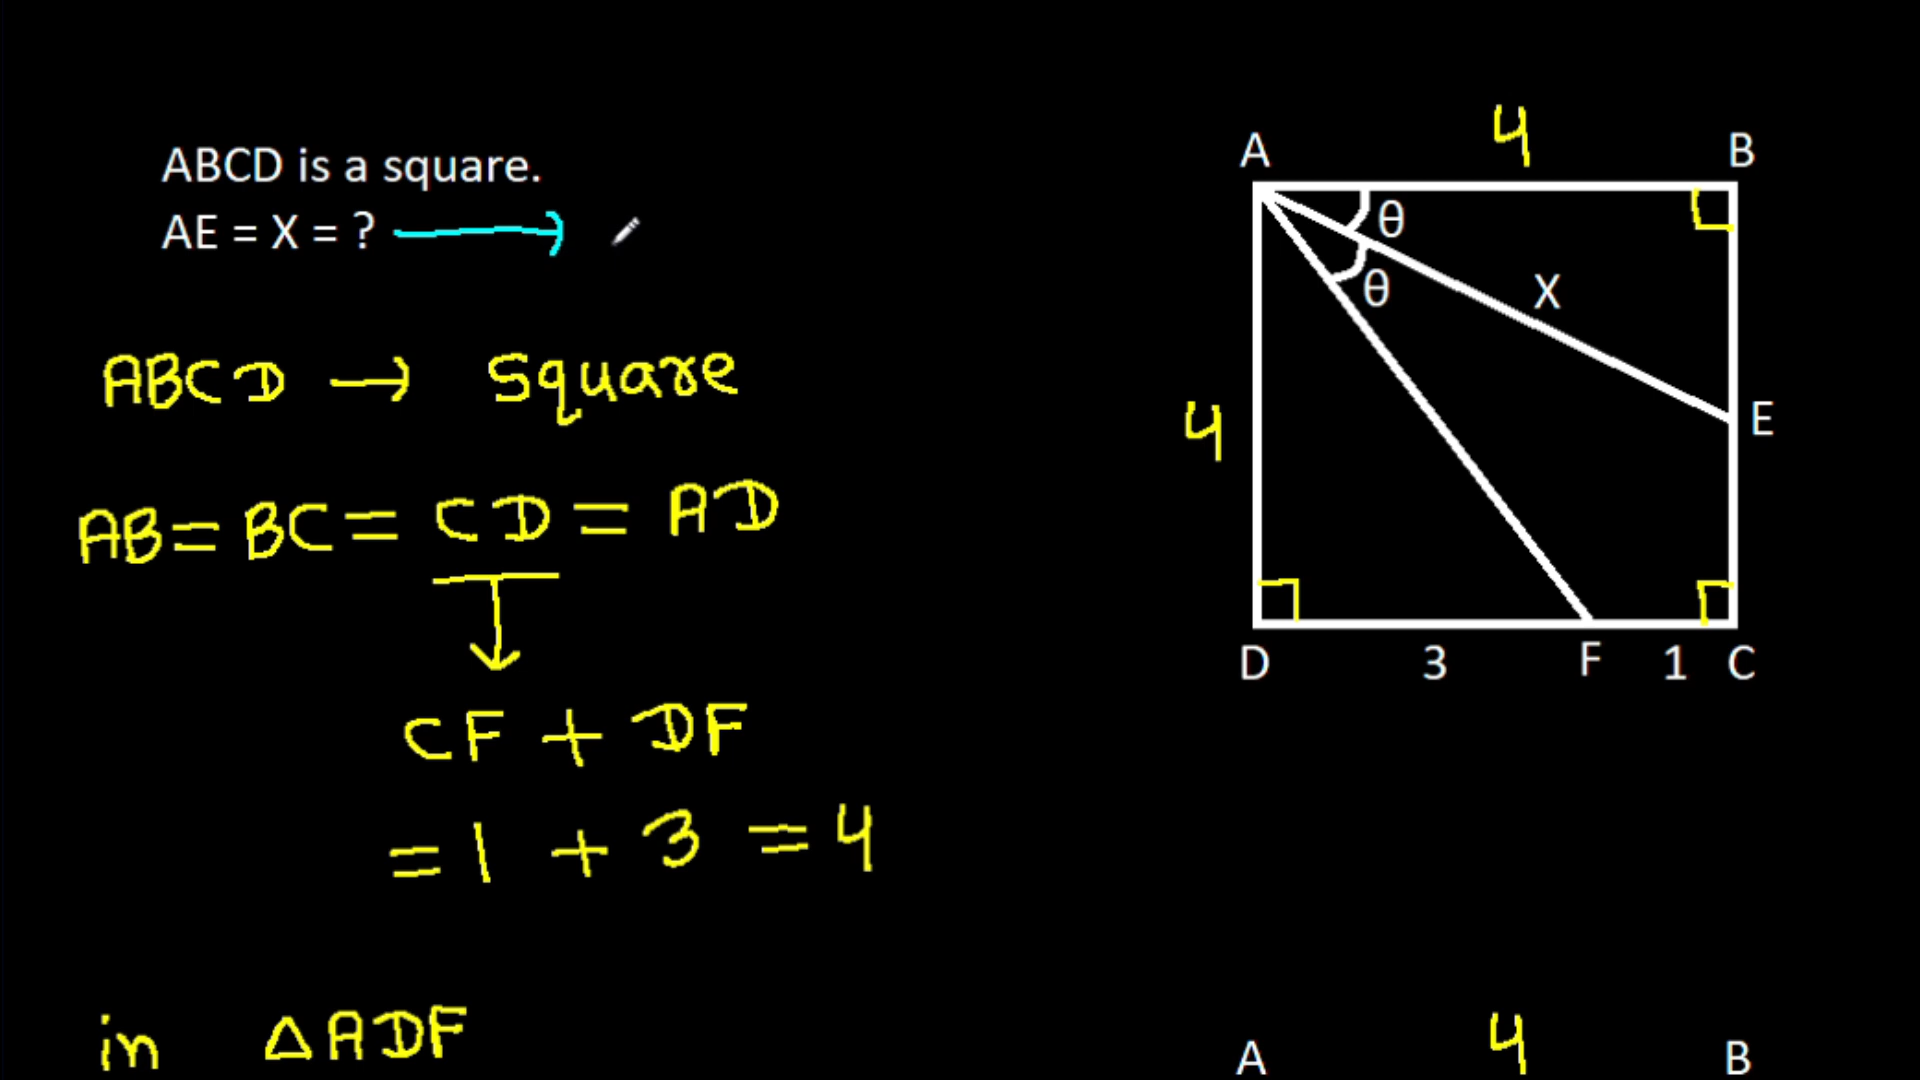 ABCD is a square.
AE = X = ?
ABCD → Square
AB = BC = CD = AD
CF + DF
= 1 + 3 = 4
in ΔADF
4
A B
θ
θ
X
4
E
D 3 F 1 C
4
A B